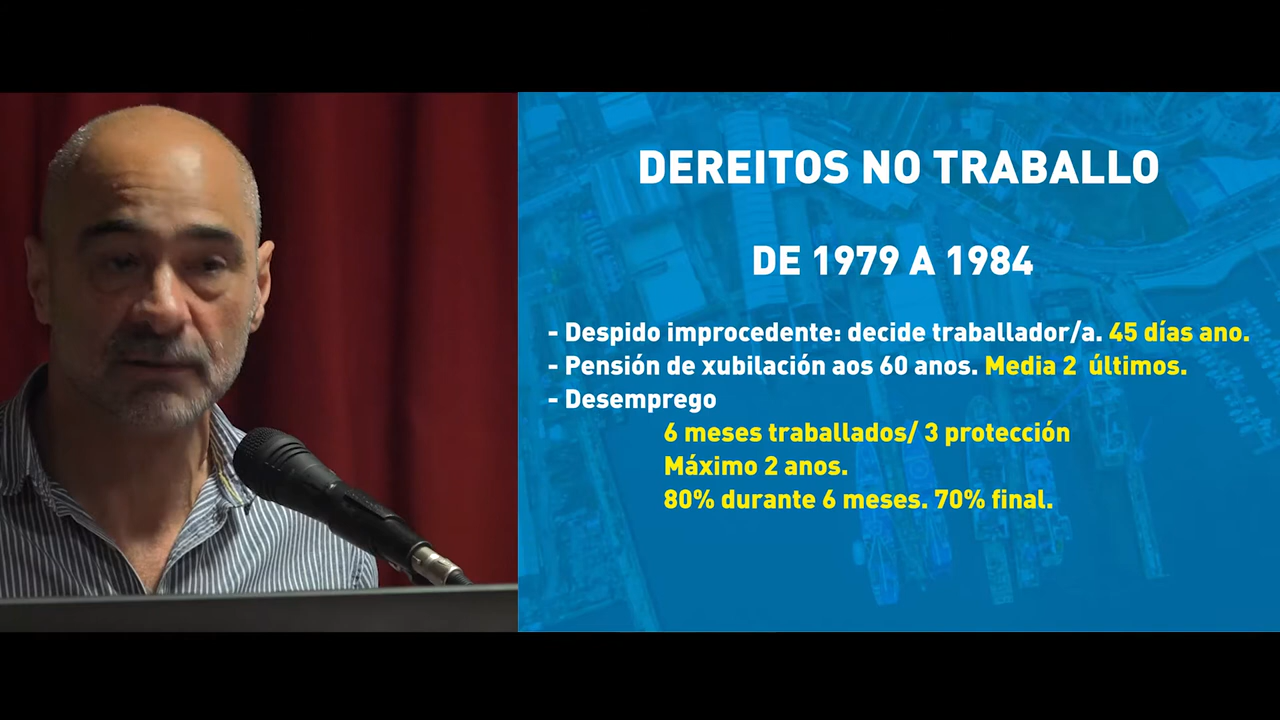 DEREITOS NO TRABALLO
DE 1979 A 1984
- Despido improcedente: decide traballador/a. 45 días ano.
- Pensión de xubilación aos 60 anos. Media 2 últimos.
- Desemprego
6 meses traballados/ 3 protección
Máximo 2 anos.
80% durante 6 meses. 70% final.